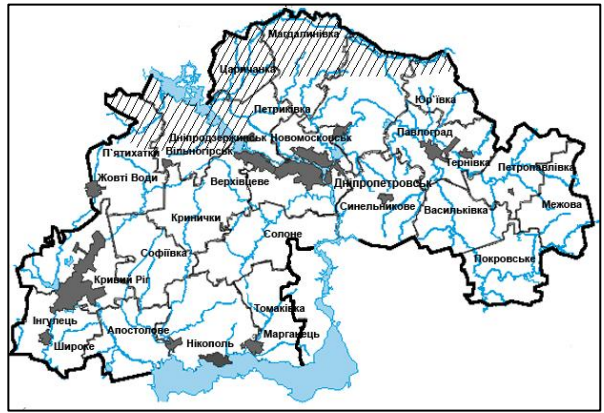 Магдалинівка
Царичанка
Юр'ївка
Петриківка
Дніпродзержинськ
Новомосковськ
Павлоград
П'ятихатки
Вільногірськ
Тернівка
Петропавлівка
Жовті Води
Верхівцеве
Дніпропетровськ
Синельникове
Васильківка
Межова
Кринички
Солоне
Софіївка
Покровське
Кривий Ріг
Томаківка
Інгулець
Апостолове
Марганець
Широке
Нікополь